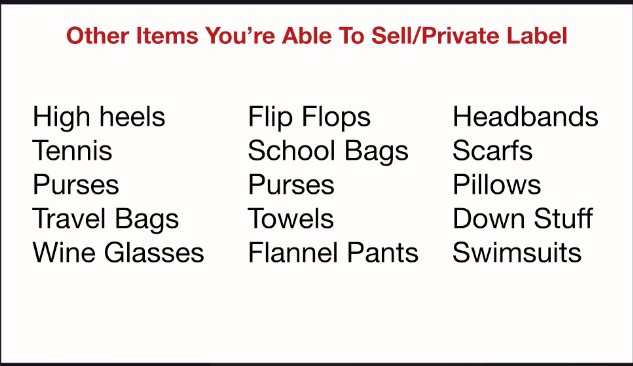 Other Items You're Able To Sell/Private Label
High heels
Tennis
Purses
Travel Bags
Wine Glasses
Flip Flops
School Bags
Purses
Towels
Flannel Pants
Headbands
Scarfs
Pillows
Down Stuff
Swimsuits